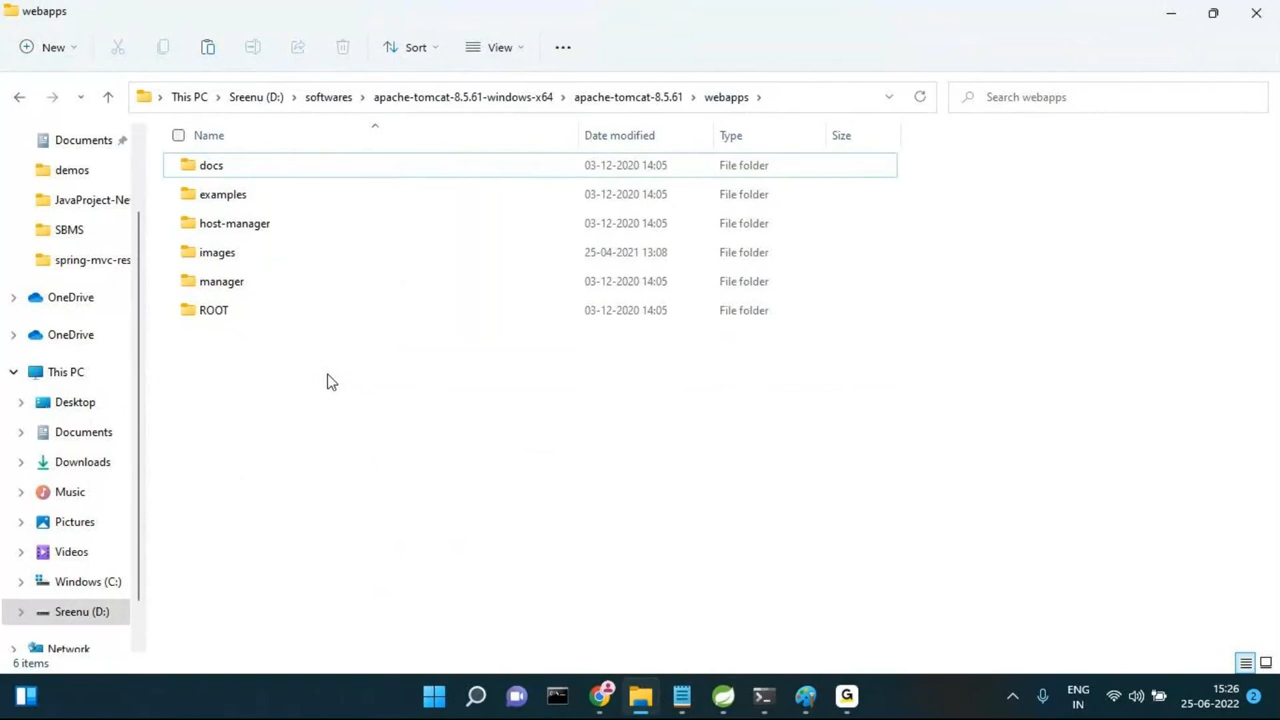 webapps
New
Sort
View
This PC > Sreenu (D:) > softwares > apache-tomcat-8.5.61-windows-x64 > apache-tomcat-8.5.61 > webapps >
Search webapps
Name Date modified Type Size
docs 03-12-2020 14:05 File folder
examples 03-12-2020 14:05 File folder
host-manager 03-12-2020 14:05 File folder
images 25-04-2021 13:08 File folder
manager 03-12-2020 14:05 File folder
ROOT 03-12-2020 14:05 File folder
Documents
demos
JavaProject-Ne
SBMS
spring-mvc-res
OneDrive
OneDrive
This PC
Desktop
Documents
Downloads
Music
Pictures
Videos
Windows (C:)
Sreenu (D:)
Network
6 items
ENG
IN
15:26
25-06-2022
2
G